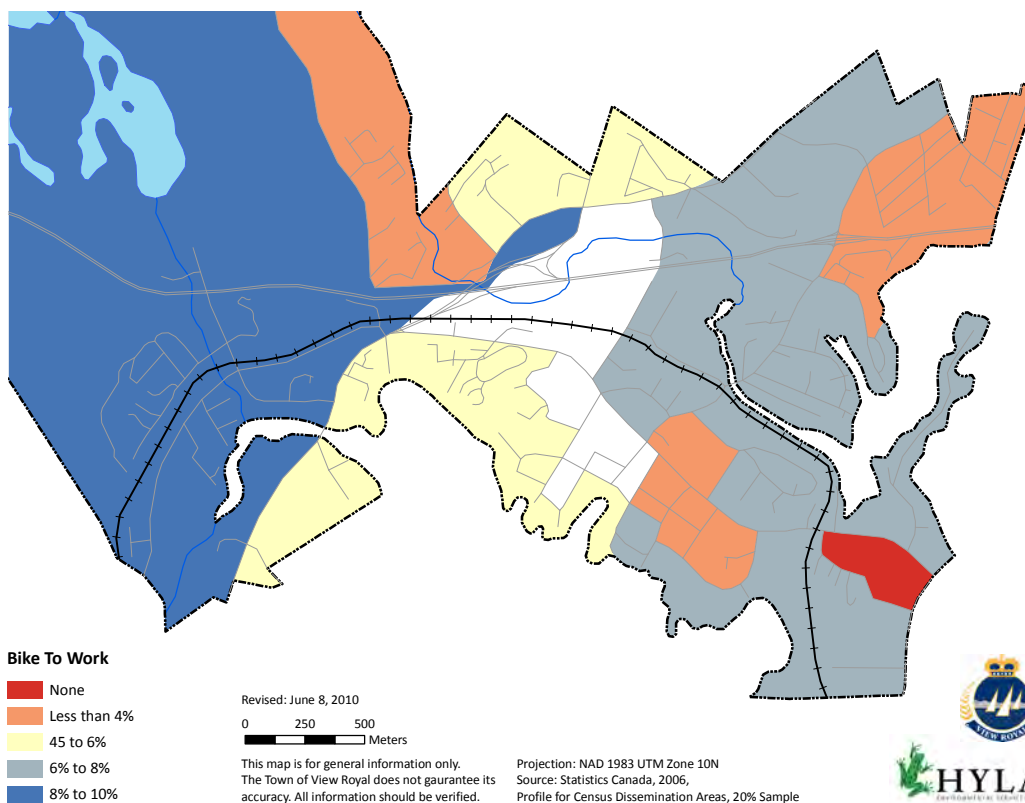 Bike To Work
None
Less than 4%
45 to 6%
6% to 8%
8% to 10%
Revised: June 8, 2010
0 250 500
Meters
This map is for general information only.
The Town of View Royal does not gaurantee its
accuracy. All information should be verified.
Projection: NAD 1983 UTM Zone 10N
Source: Statistics Canada, 2006,
Profile for Census Dissemination Areas, 20% Sample
VIEW ROYAL
HYLA